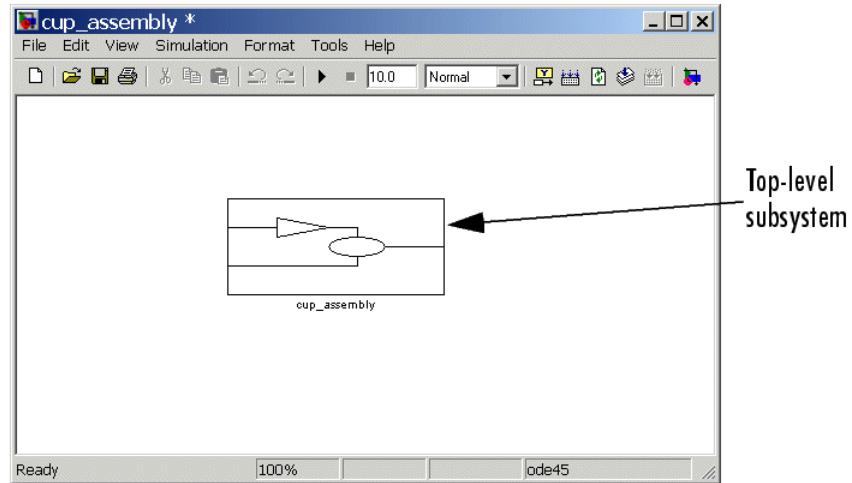 cup_assembly *
File Edit View Simulation Format Tools Help
10.0 Normal
Top-level
subsystem
cup_assembly
Ready 100% ode45